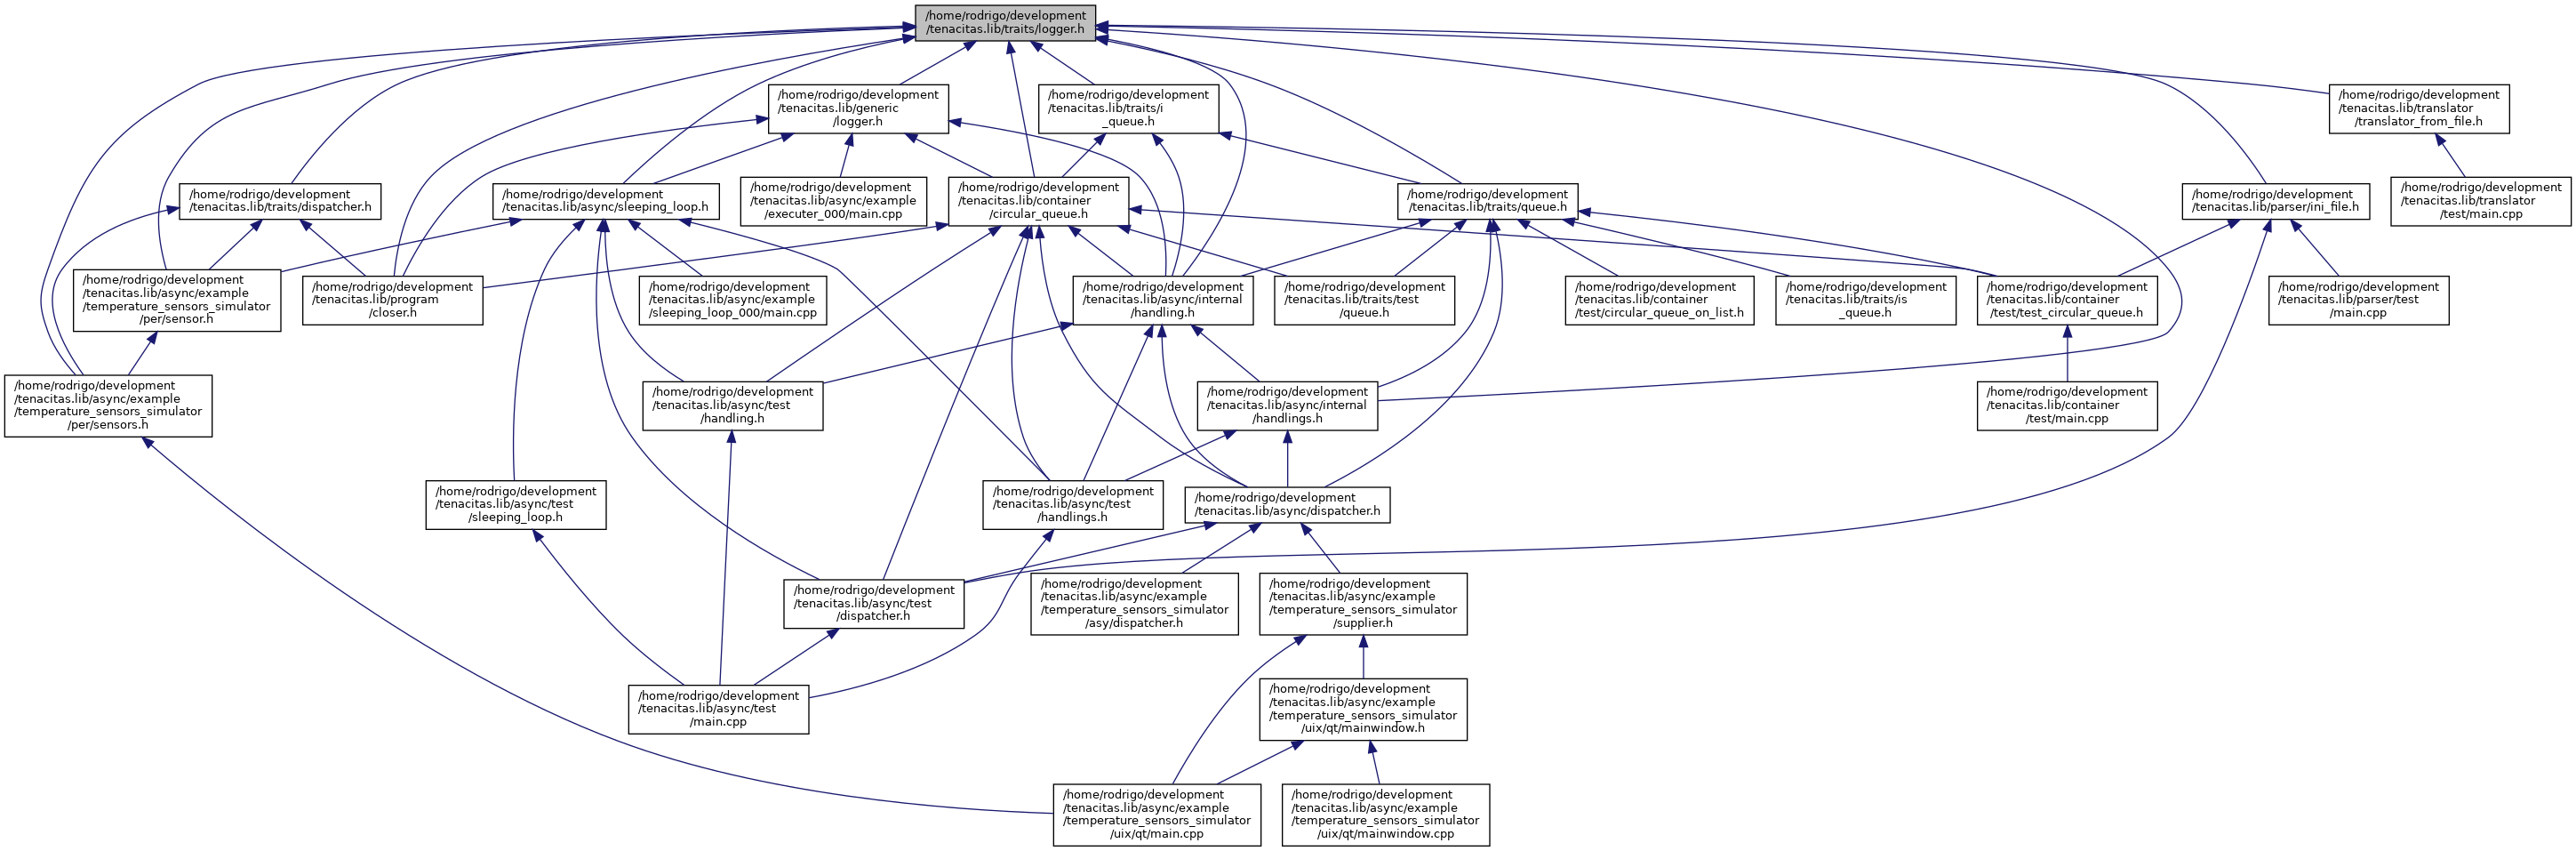 /home/rodrigo/development
/tenacitas.lib/traits/logger.h
/home/rodrigo/development
/tenacitas.lib/generic
/logger.h
/home/rodrigo/development
/tenacitas.lib/traits/i
_queue.h
/home/rodrigo/development
/tenacitas.lib/translator
/translator_from_file.h
/home/rodrigo/development
/tenacitas.lib/traits/dispatcher.h
/home/rodrigo/development
/tenacitas.lib/async/sleeping_loop.h
/home/rodrigo/development
/tenacitas.lib/async/example
/executer_000/main.cpp
/home/rodrigo/development
/tenacitas.lib/container
/circular_queue.h
/home/rodrigo/development
/tenacitas.lib/traits/queue.h
/home/rodrigo/development
/tenacitas.lib/parser/ini_file.h
/home/rodrigo/development
/tenacitas.lib/translator
/test/main.cpp
/home/rodrigo/development
/tenacitas.lib/async/example
/temperature_sensors_simulator
/per/sensor.h
/home/rodrigo/development
/tenacitas.lib/program
/closer.h
/home/rodrigo/development
/tenacitas.lib/async/example
/sleeping_loop_000/main.cpp
/home/rodrigo/development
/tenacitas.lib/async/internal
/handling.h
/home/rodrigo/development
/tenacitas.lib/traits/test
/queue.h
/home/rodrigo/development
/tenacitas.lib/container
/test/circular_queue_on_list.h
/home/rodrigo/development
/tenacitas.lib/traits/is
_queue.h
/home/rodrigo/development
/tenacitas.lib/container
/test/test_circular_queue.h
/home/rodrigo/development
/tenacitas.lib/parser/test
/main.cpp
/home/rodrigo/development
/tenacitas.lib/async/example
/temperature_sensors_simulator
/per/sensors.h
/home/rodrigo/development
/tenacitas.lib/async/test
/handling.h
/home/rodrigo/development
/tenacitas.lib/async/internal
/handlings.h
/home/rodrigo/development
/tenacitas.lib/container
/test/main.cpp
/home/rodrigo/development
/tenacitas.lib/async/test
/sleeping_loop.h
/home/rodrigo/development
/tenacitas.lib/async/test
/handlings.h
/home/rodrigo/development
/tenacitas.lib/async/dispatcher.h
/home/rodrigo/development
/tenacitas.lib/async/test
/dispatcher.h
/home/rodrigo/development
/tenacitas.lib/async/example
/temperature_sensors_simulator
/asy/dispatcher.h
/home/rodrigo/development
/tenacitas.lib/async/example
/temperature_sensors_simulator
/supplier.h
/home/rodrigo/development
/tenacitas.lib/async/test
/main.cpp
/home/rodrigo/development
/tenacitas.lib/async/example
/temperature_sensors_simulator
/uix/qt/mainwindow.h
/home/rodrigo/development
/tenacitas.lib/async/example
/temperature_sensors_simulator
/uix/qt/main.cpp
/home/rodrigo/development
/tenacitas.lib/async/example
/temperature_sensors_simulator
/uix/qt/mainwindow.cpp